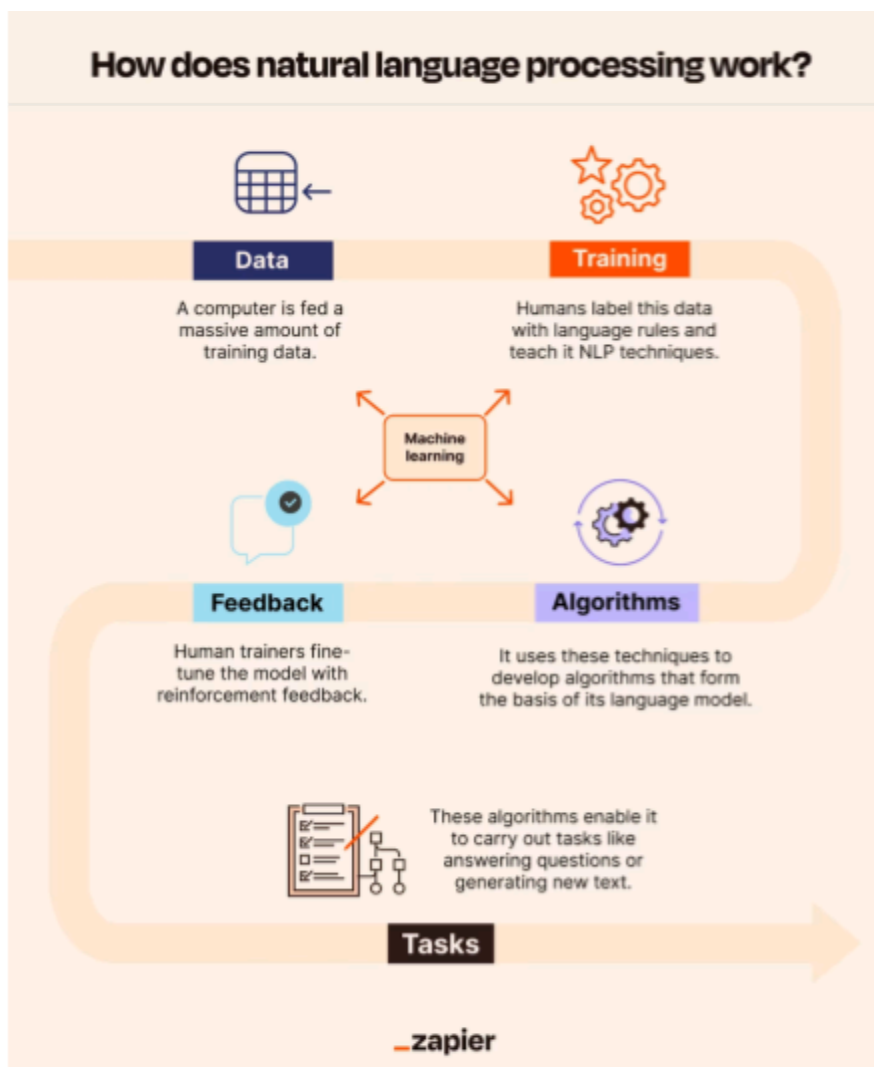 How does natural language processing work?
Data
A computer is fed a
massive amount of
training data.
Training
Humans label this data
with language rules and
teach it NLP techniques.
Machine
learning
Algorithms
It uses these techniques to
develop algorithms that form
the basis of its language model.
Feedback
Human trainers fine-
tune the model with
reinforcement feedback.
These algorithms enable it
to carry out tasks like
answering questions or
generating new text.
Tasks
_zapier